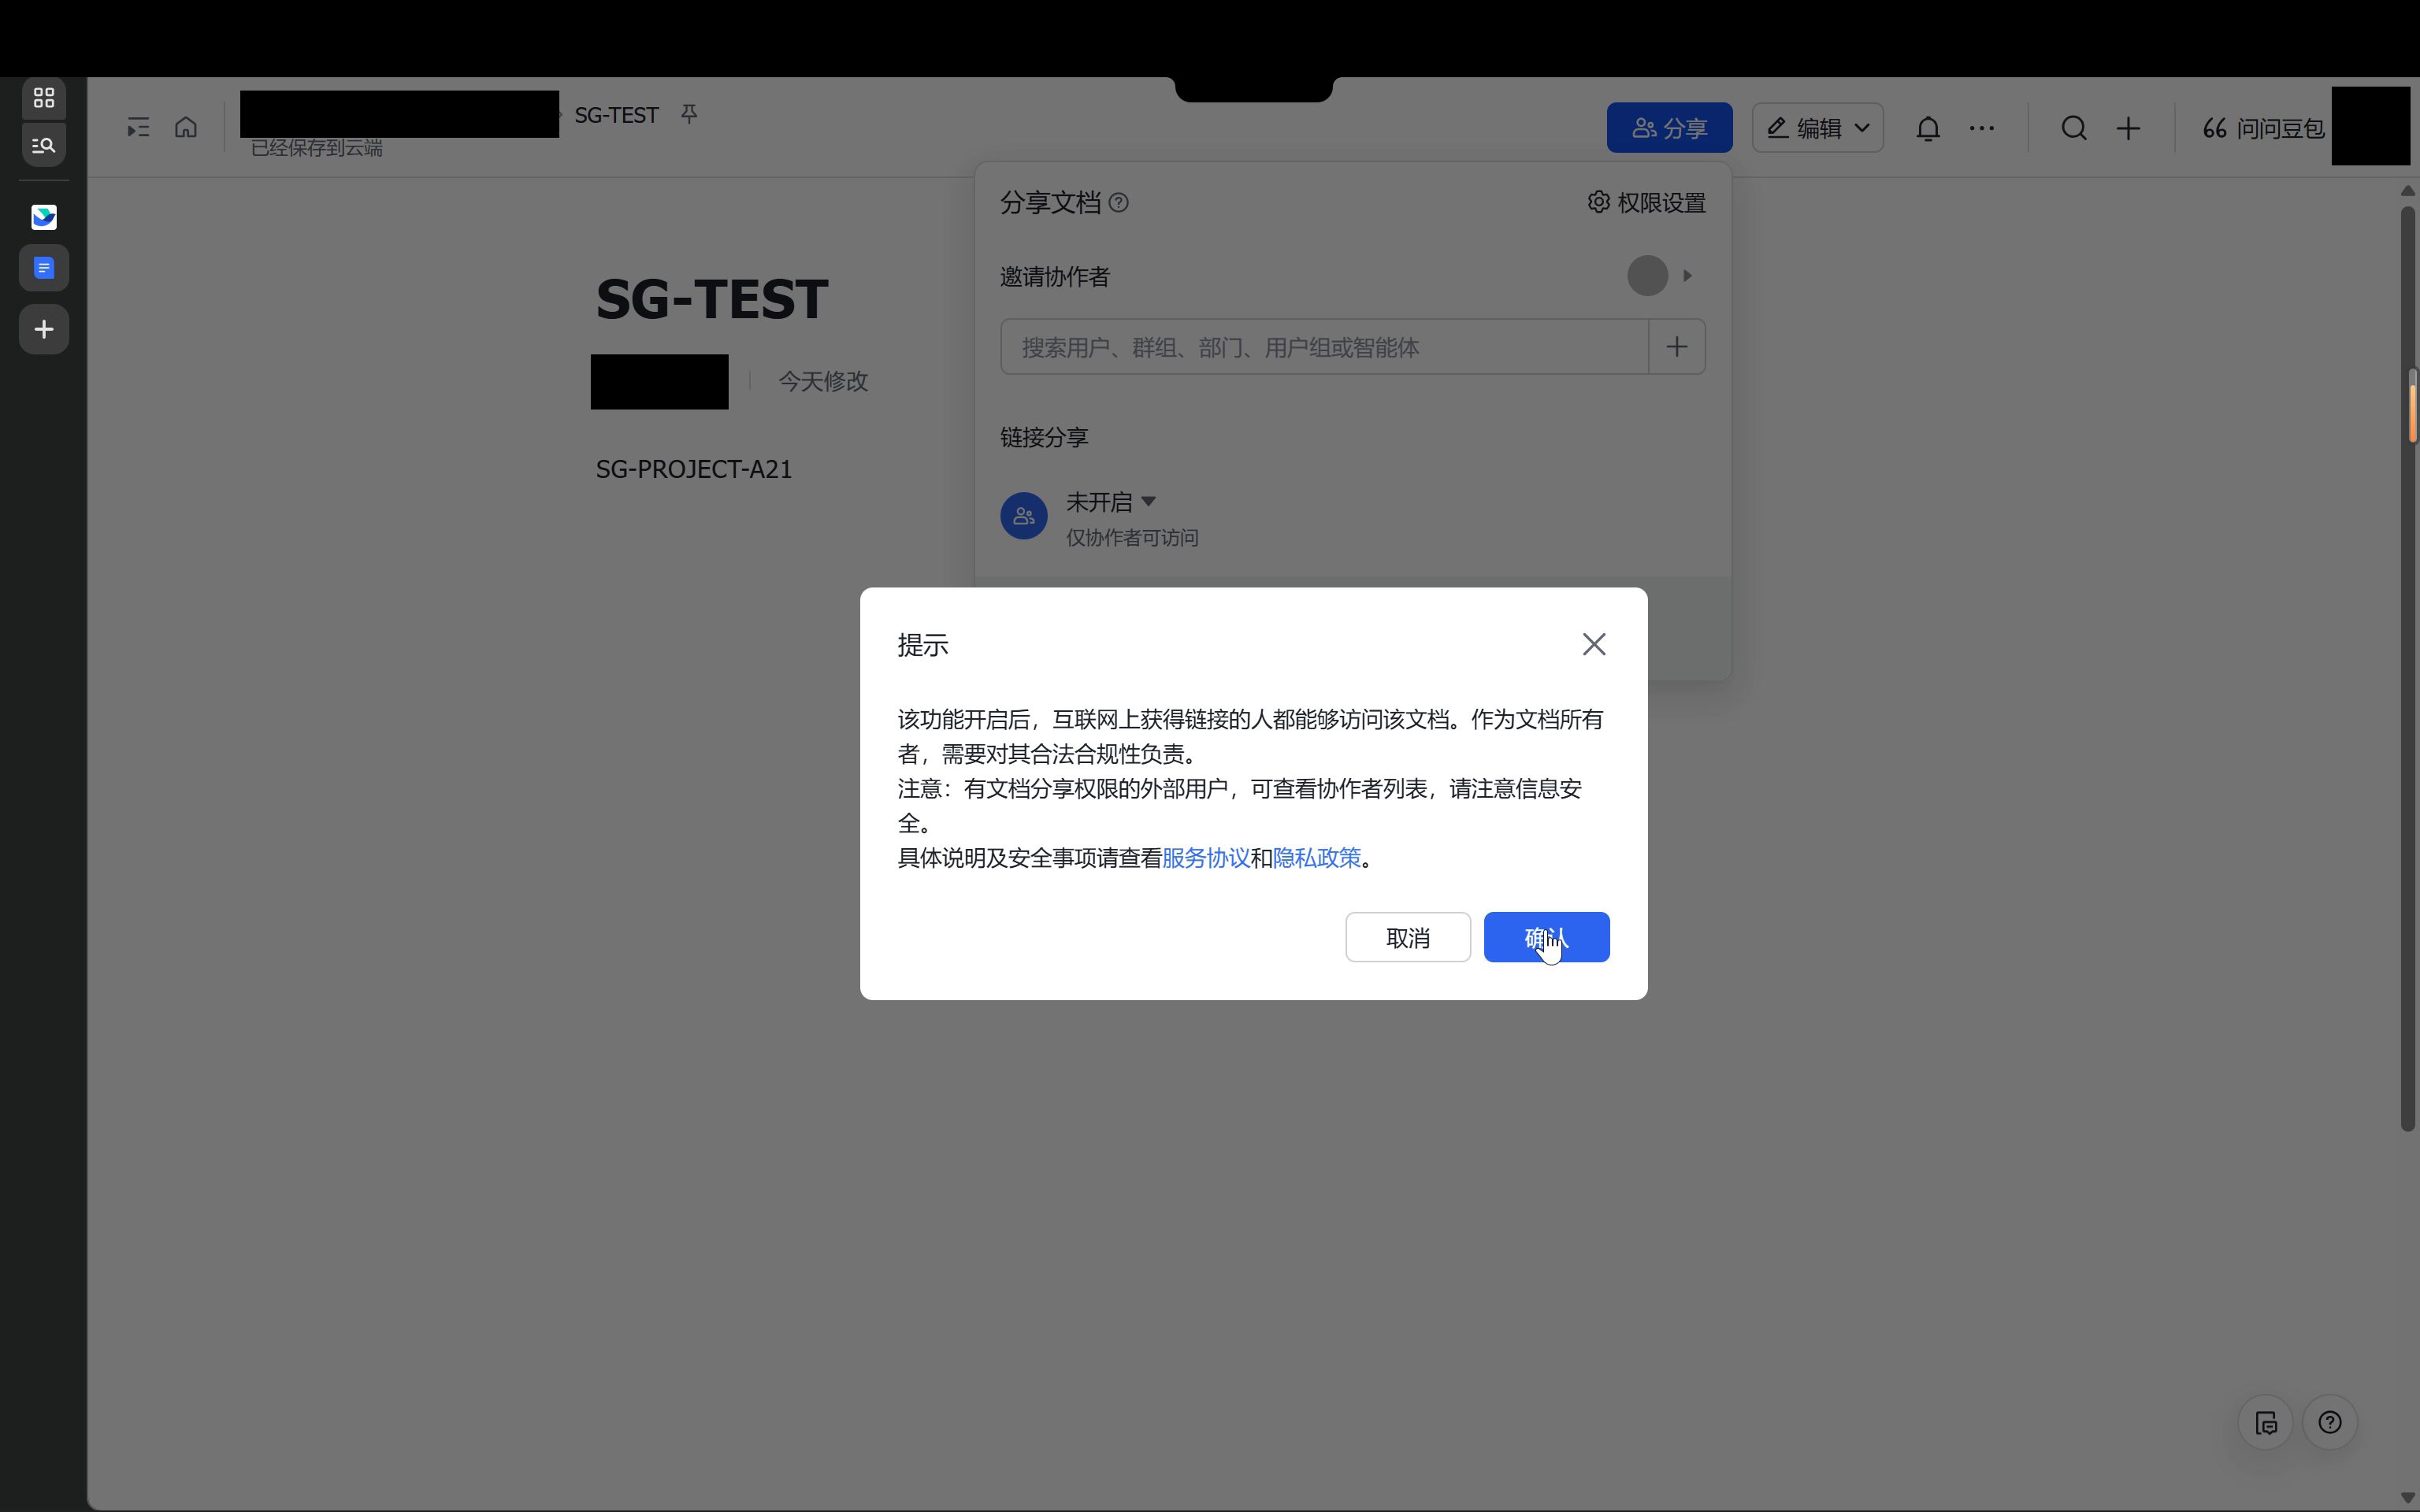 SG-TEST
已经保存到云端
分享
编辑
问问豆包
分享文档
权限设置
SG-TEST
邀请协作者
搜索用户、群组、部门、用户组或智能体
今天修改
链接分享
SG-PROJECT-A21
未开启
仅协作者可访问
提示
该功能开启后，互联网上获得链接的人都能够访问该文档。作为文档所有
者，需要对其合法合规性负责。
注意：有文档分享权限的外部用户，可查看协作者列表，请注意信息安
全。
具体说明及安全事项请查看服务协议和隐私政策。
取消
确认